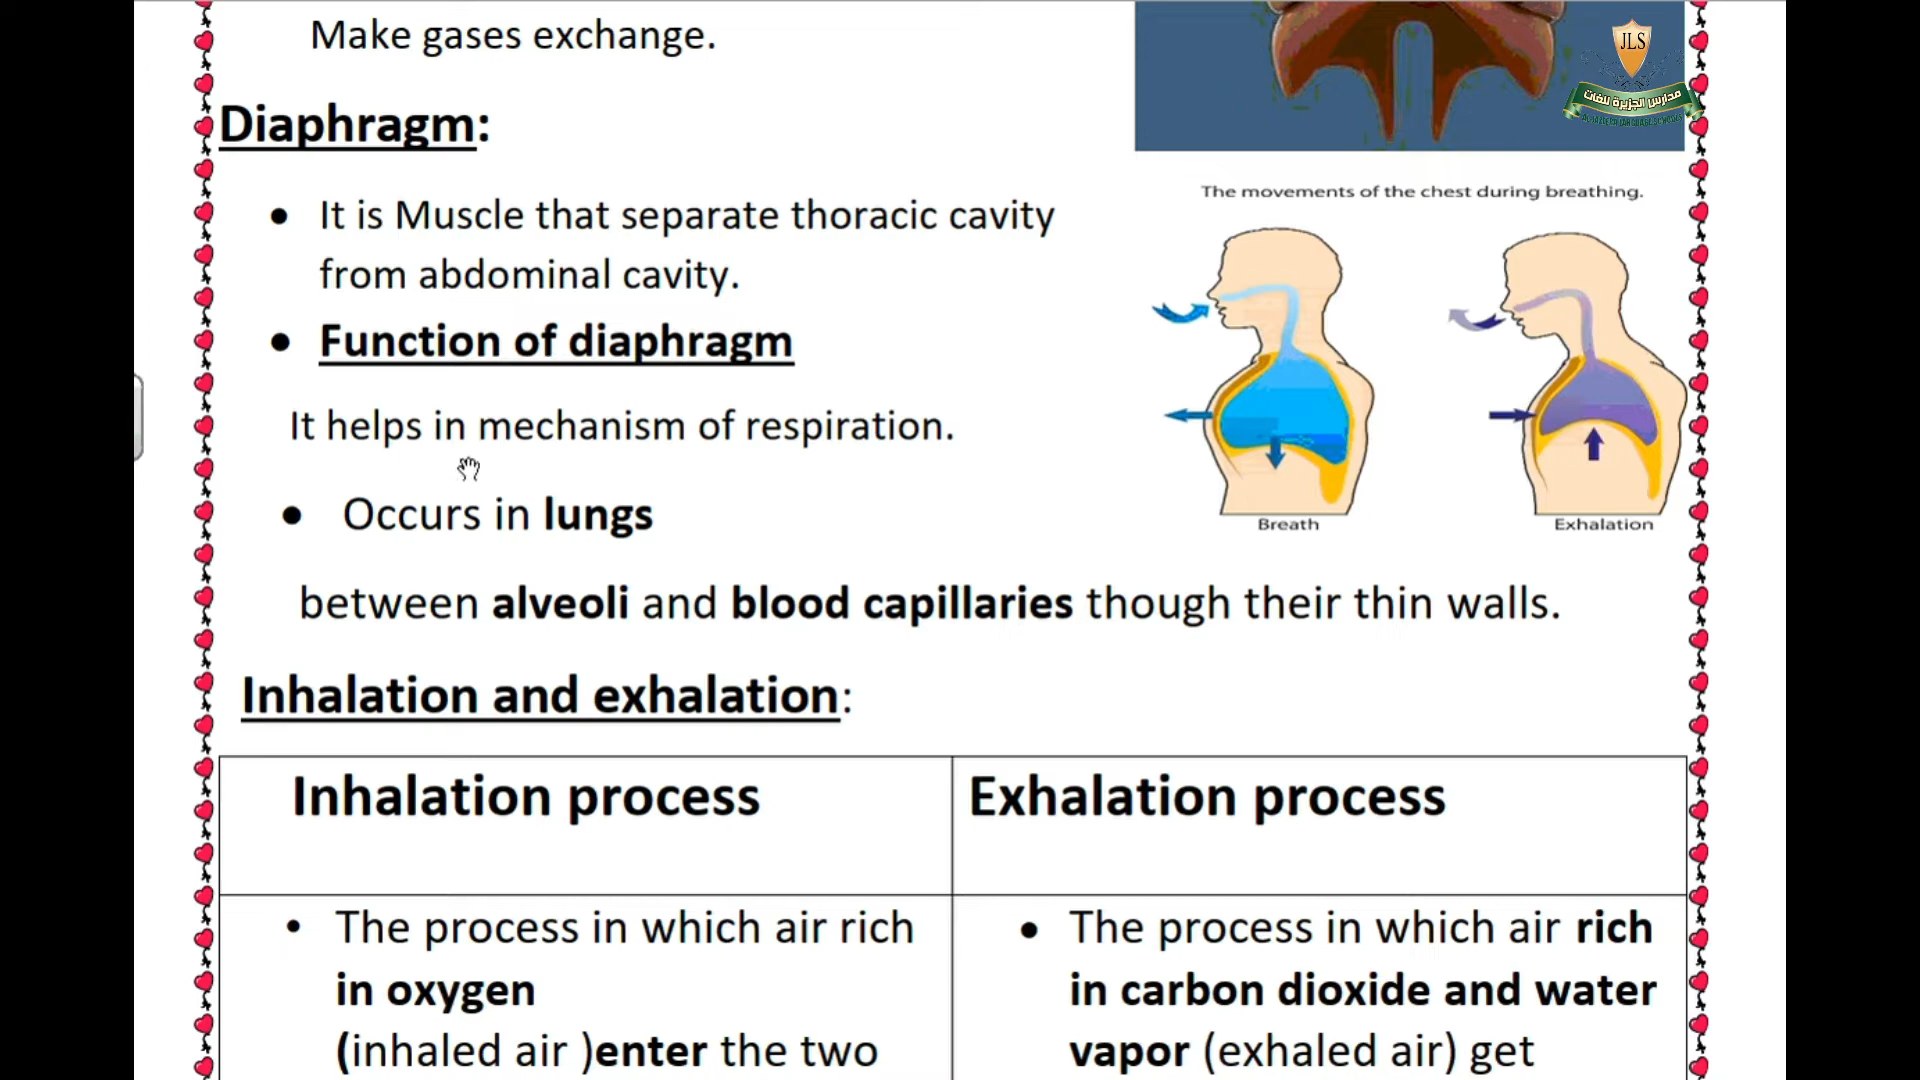 Make gases exchange.
JLS
مدارس الجزيرة للغات
Diaphragm:
The movements of the chest during breathing.
• It is Muscle that separate thoracic cavity
from abdominal cavity.
• Function of diaphragm
It helps in mechanism of respiration.
• Occurs in lungs
Breath
Exhalation
between alveoli and blood capillaries though their thin walls.
Inhalation and exhalation:
Inhalation process
Exhalation process
• The process in which air rich
in oxygen
(inhaled air )enter the two
• The process in which air rich
in carbon dioxide and water
vapor (exhaled air) get